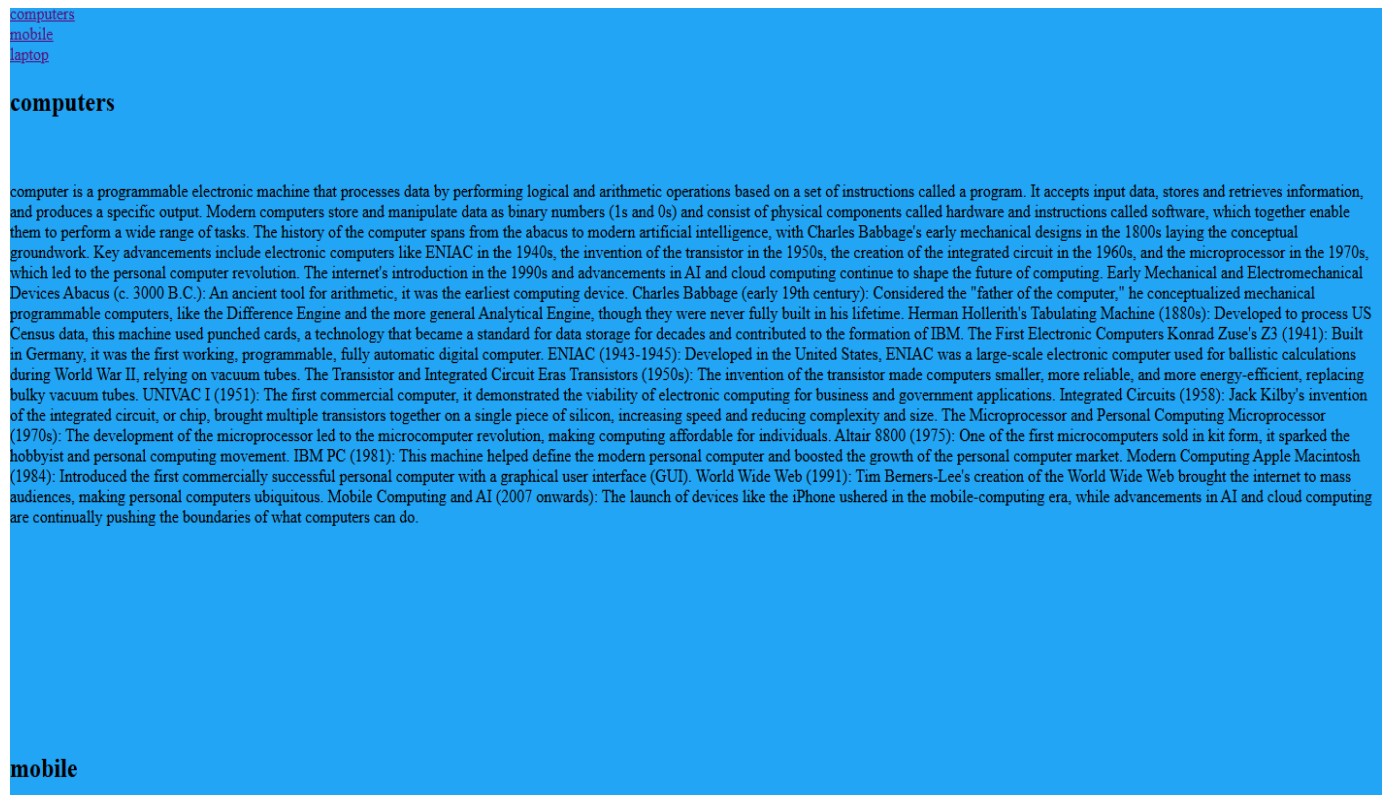 computers
mobile
laptop
computers
computer is a programmable electronic machine that processes data by performing logical and arithmetic operations based on a set of instructions called a program. It accepts input data, stores and retrieves information,
and produces a specific output. Modern computers store and manipulate data as binary numbers (1s and 0s) and consist of physical components called hardware and instructions called software, which together enable
them to perform a wide range of tasks. The history of the computer spans from the abacus to modern artificial intelligence, with Charles Babbage's early mechanical designs in the 1800s laying the conceptual
groundwork. Key advancements include electronic computers like ENIAC in the 1940s, the invention of the transistor in the 1950s, the creation of the integrated circuit in the 1960s, and the microprocessor in the 1970s,
which led to the personal computer revolution. The internet's introduction in the 1990s and advancements in AI and cloud computing continue to shape the future of computing. Early Mechanical and Electromechanical
Devices Abacus (c. 3000 B.C.): An ancient tool for arithmetic, it was the earliest computing device. Charles Babbage (early 19th century): Considered the "father of the computer," he conceptualized mechanical
programmable computers, like the Difference Engine and the more general Analytical Engine, though they were never fully built in his lifetime. Herman Hollerith's Tabulating Machine (1880s): Developed to process US
Census data, this machine used punched cards, a technology that became a standard for data storage for decades and contributed to the formation of IBM. The First Electronic Computers Konrad Zuse's Z3 (1941): Built
in Germany, it was the first working, programmable, fully automatic digital computer. ENIAC (1943-1945): Developed in the United States, ENIAC was a large-scale electronic computer used for ballistic calculations
during World War II, relying on vacuum tubes. The Transistor and Integrated Circuit Eras Transistors (1950s): The invention of the transistor made computers smaller, more reliable, and more energy-efficient, replacing
bulky vacuum tubes. UNIVAC I (1951): The first commercial computer, it demonstrated the viability of electronic computing for business and government applications. Integrated Circuits (1958): Jack Kilby's invention
of the integrated circuit, or chip, brought multiple transistors together on a single piece of silicon, increasing speed and reducing complexity and size. The Microprocessor and Personal Computing Microprocessor
(1970s): The development of the microprocessor led to the microcomputer revolution, making computing affordable for individuals. Altair 8800 (1975): One of the first microcomputers sold in kit form, it sparked the
hobbyist and personal computing movement. IBM PC (1981): This machine helped define the modern personal computer and boosted the growth of the personal computer market. Modern Computing Apple Macintosh
(1984): Introduced the first commercially successful personal computer with a graphical user interface (GUI). World Wide Web (1991): Tim Berners-Lee's creation of the World Wide Web brought the internet to mass
audiences, making personal computers ubiquitous. Mobile Computing and AI (2007 onwards): The launch of devices like the iPhone ushered in the mobile-computing era, while advancements in AI and cloud computing
are continually pushing the boundaries of what computers can do.
mobile